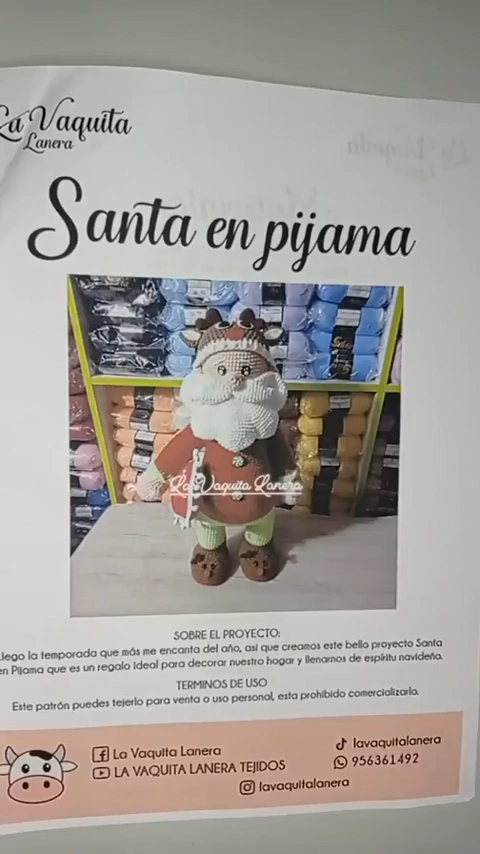 La Vaquita
Lanera
Santa en pijama
La Vaquita Lanera
SOBRE EL PROYECTO:
Llego la temporada que más me encanta del año, asi que creamos este bello proyecto Santa
en Pijama que es un regalo ideal para decorar nuestro hogar y llenarnos de espíritu navideño.
TERMINOS DE USO
Este patrón puedes tejerlo para venta o uso personal, esta prohibido comercializarlo.
La Vaquita Lanera
LA VAQUITA LANERA TEJIDOS
lavaquitalanera
956361492
lavaquitalanera